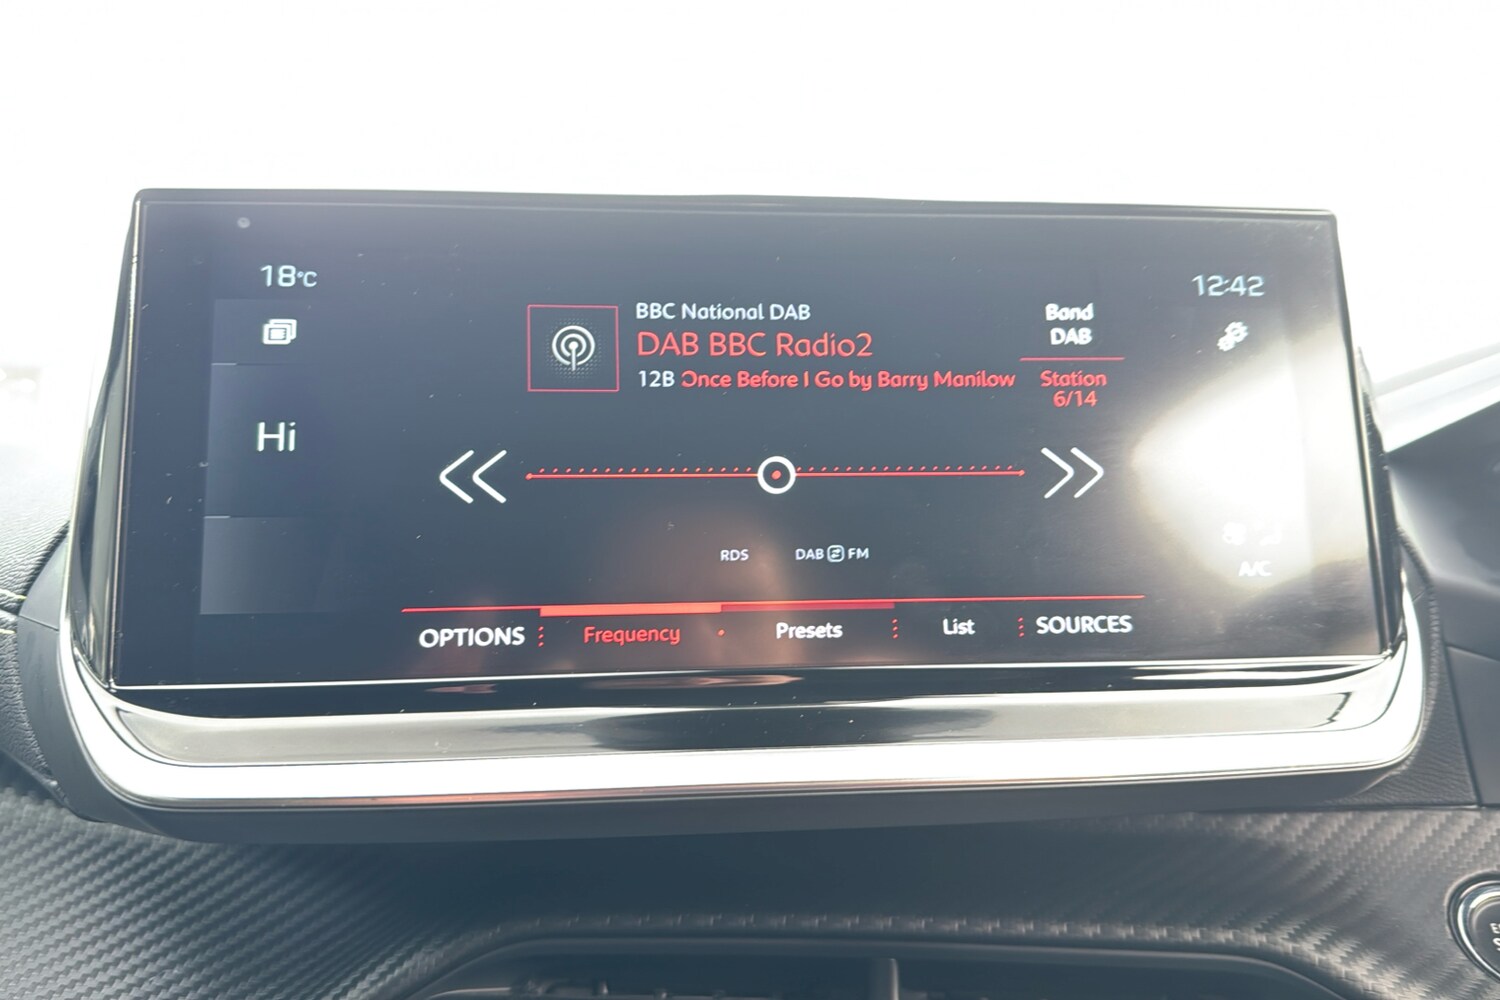 18°C
12:42
BBC National DAB
DAB BBC Radio2
12B Once Before I Go by Barry Manilow
Band
DAB
Station
6/14
Hi
RDS
DAB FM
A/C
OPTIONS
Frequency
Presets
List
SOURCES